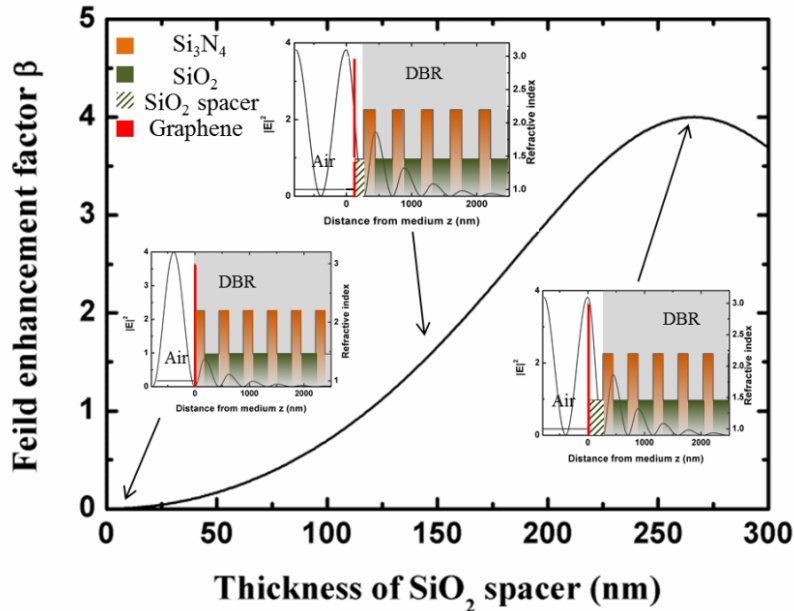 Feild enhancement factor β
5
4
3
2
1
0
0
50
100
150
200
250
300
Thickness of SiO2 spacer (nm)
Si3N4
SiO2
SiO2 spacer
Graphene
DBR
Air
|E|^2
4
2
0
0
1000
2000
Distance from medium z (nm)
3.0
2.5
2.0
1.5
1.0
Refractive index
DBR
Air
|E|^2
4
3
2
1
0
0
1000
2000
Distance from medium z (nm)
3
2
1
Refractive index
DBR
Air
|E|^2
4
2
0
0
1000
2000
Distance from medium z (nm)
3.0
2.5
2.0
1.5
1.0
Refractive index